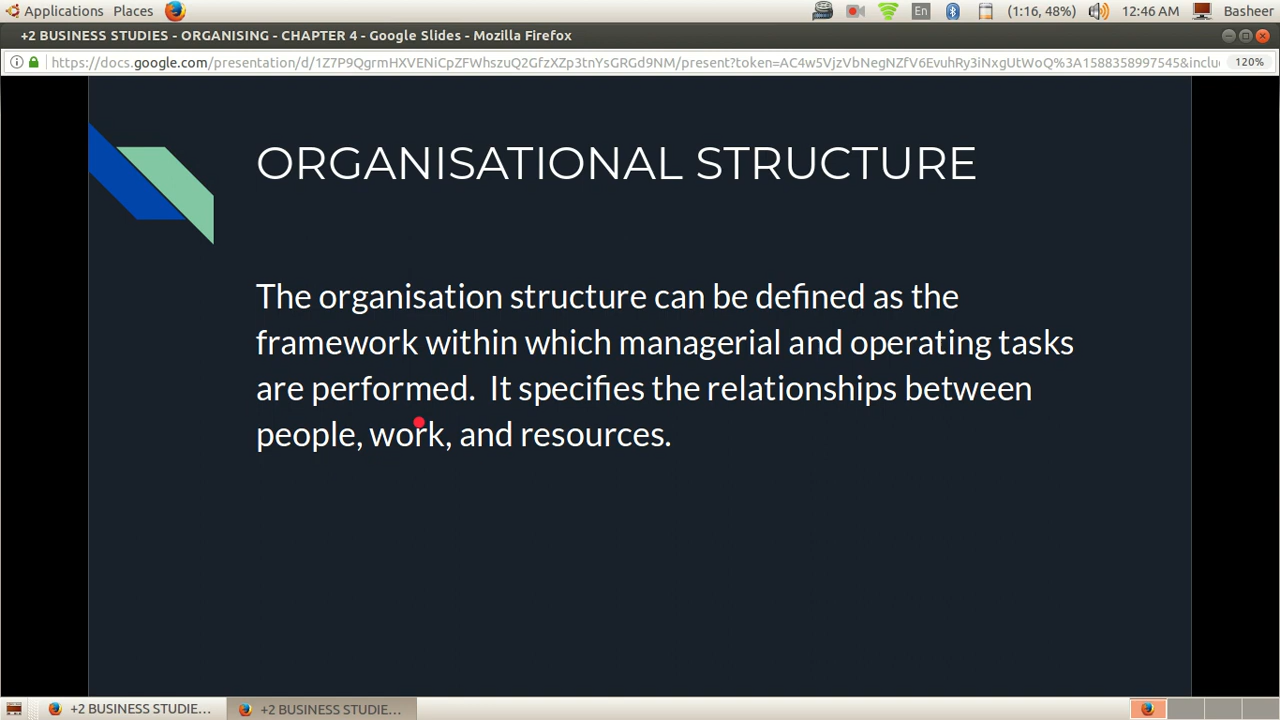 Applications Places En (1:16, 48%) 12:46 AM Basheer
+2 BUSINESS STUDIES - ORGANISING - CHAPTER 4 - Google Slides - Mozilla Firefox
https://docs.google.com/presentation/d/1Z7P9QgrmHXVENiCpZFWhszuQ2GfzXZp3tnYsGRGd9NM/present?token=AC4w5VjzVbNegNZfV6EvuhRy3iNxgUtWoQ%3A1588358997545&inclu 120%
ORGANISATIONAL STRUCTURE
The organisation structure can be defined as the
framework within which managerial and operating tasks
are performed. It specifies the relationships between
people, work, and resources.
+2 BUSINESS STUDIE... +2 BUSINESS STUDIE...